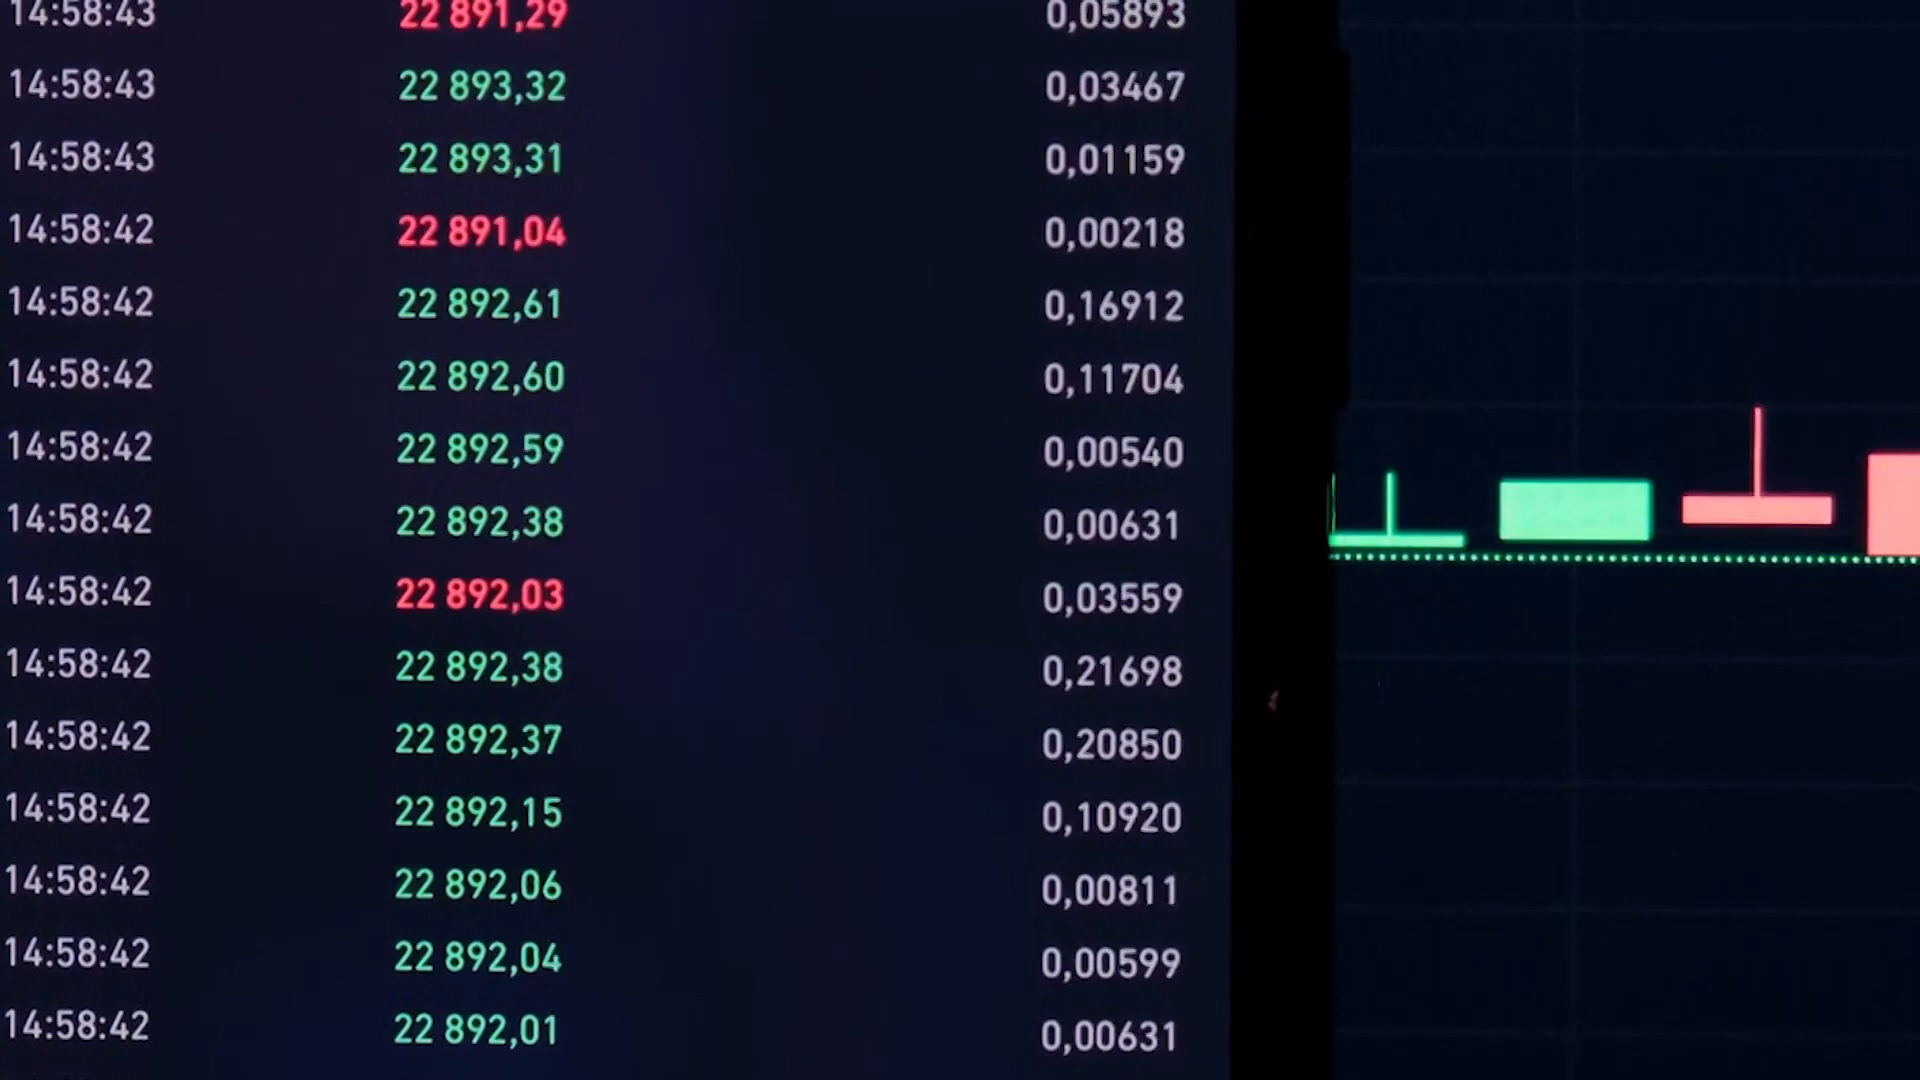 14:58:43 22 891,29 0,05893
14:58:43 22 893,32 0,03467
14:58:43 22 893,31 0,01159
14:58:42 22 891,04 0,00218
14:58:42 22 892,61 0,16912
14:58:42 22 892,60 0,11704
14:58:42 22 892,59 0,00540
14:58:42 22 892,38 0,00631
14:58:42 22 892,03 0,03559
14:58:42 22 892,38 0,21698
14:58:42 22 892,37 0,20850
14:58:42 22 892,15 0,10920
14:58:42 22 892,06 0,00811
14:58:42 22 892,04 0,00599
14:58:42 22 892,01 0,00631